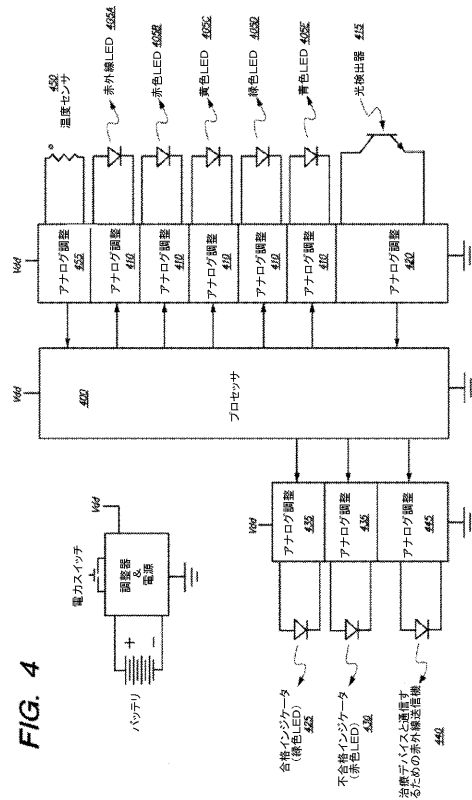 FIG. 4
バッテリ
+
−
電力スイッチ
調整器
&
電源
Vdd
合格インジケータ
(緑色LED)
425
不合格インジケータ
(赤色LED)
430
治療デバイスと通信す
るための赤外線送信機
440
Vdd
アナログ調整
435
アナログ調整
435
アナログ調整
445
Vdd
400
プロセッサ
Vdd
アナログ調整
455
アナログ調整
410
アナログ調整
410
アナログ調整
410
アナログ調整
410
アナログ調整
410
アナログ調整
420
450
温度センサ
赤外線LED 405A
赤色LED 405B
黄色LED 405C
緑色LED 405D
青色LED 405E
415
光検出器